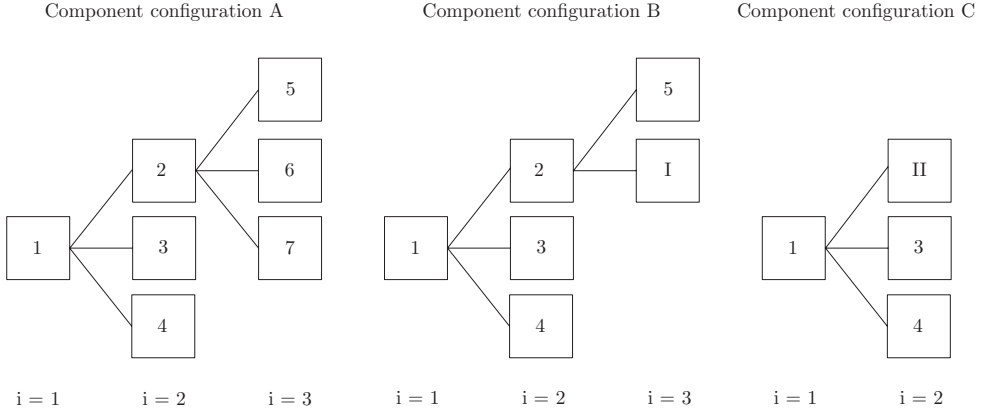 Component configuration A
Component configuration B
Component configuration C
5
2
6
1
3
7
4
i = 1
i = 2
i = 3
5
2
I
1
3
4
i = 1
i = 2
i = 3
II
1
3
4
i = 1
i = 2